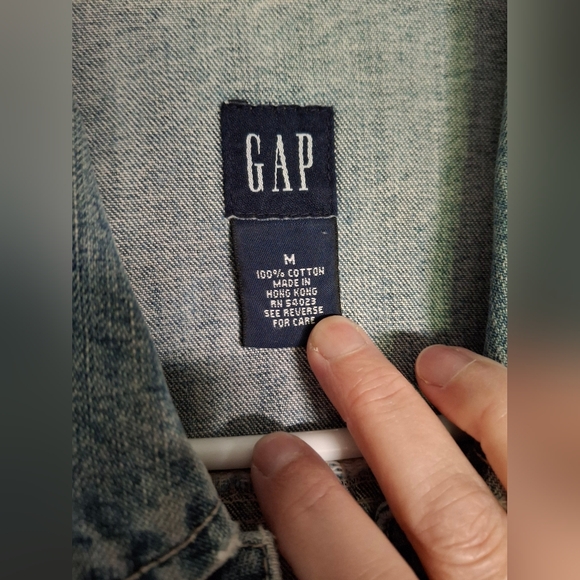 GAP
M
100% COTTON
MADE IN
HONG KONG
RN 54023
SEE REVERSE
FOR CARE